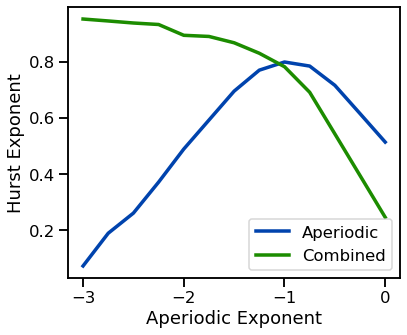 Hurst Exponent
0.8
0.6
0.4
0.2
Aperiodic
Combined
−3
−2
−1
0
Aperiodic Exponent